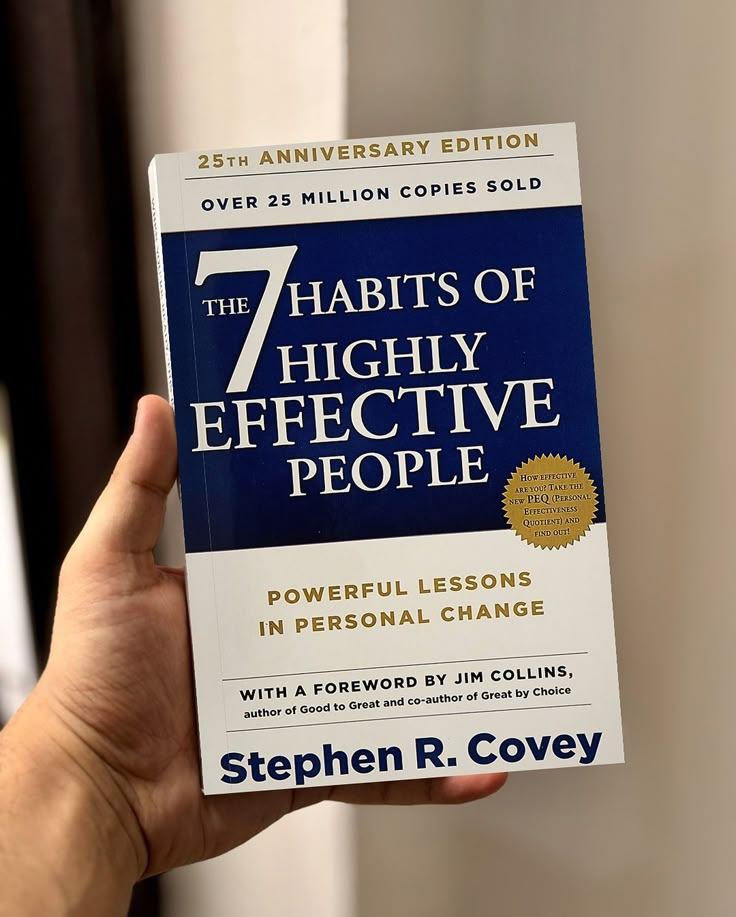 25TH ANNIVERSARY EDITION
OVER 25 MILLION COPIES SOLD
THE 7 HABITS OF
HIGHLY
EFFECTIVE
PEOPLE
HOW EFFECTIVE
ARE YOU? TAKE THE
NEW PEQ (PERSONAL
EFFECTIVENESS
QUOTIENT) AND
FIND OUT!
POWERFUL LESSONS
IN PERSONAL CHANGE
WITH A FOREWORD BY JIM COLLINS,
author of Good to Great and co-author of Great by Choice
Stephen R. Covey